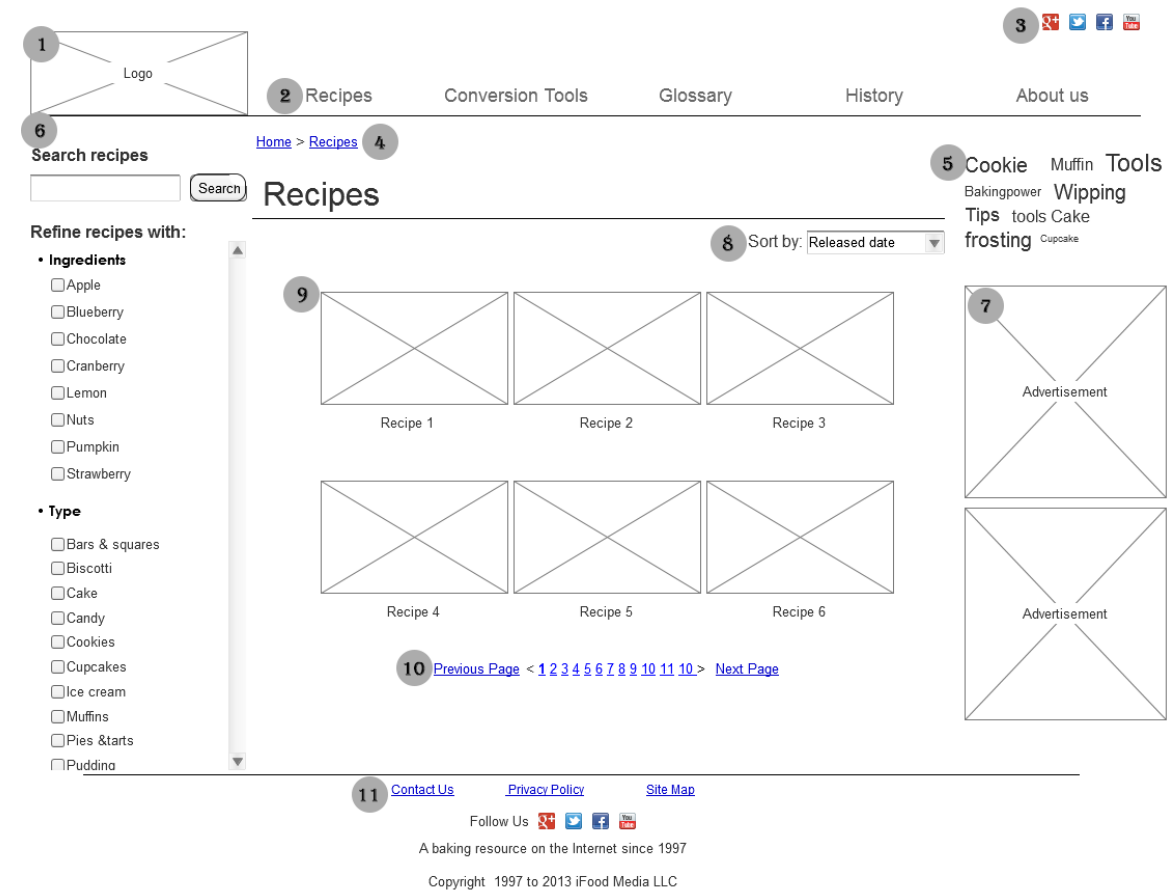 3
1
Logo
2 Recipes Conversion Tools Glossary History About us
6
Home > Recipes 4
Search recipes
Search
Recipes
5 Cookie Muffin Tools
Bakingpower Wipping
Tips tools Cake
frosting Cupcake
Refine recipes with:
8 Sort by: Released date
• Ingredients
Apple
Blueberry
Chocolate
Cranberry
Lemon
Nuts
Pumpkin
Strawberry
• Type
Bars & squares
Biscotti
Cake
Candy
Cookies
Cupcakes
Ice cream
Muffins
Pies &tarts
Pudding
9
Recipe 1 Recipe 2 Recipe 3
Recipe 4 Recipe 5 Recipe 6
10 Previous Page < 1 2 3 4 5 6 7 8 9 10 11 10 > Next Page
7
Advertisement
Advertisement
11 Contact Us Privacy Policy Site Map
Follow Us
A baking resource on the Internet since 1997
Copyright 1997 to 2013 iFood Media LLC